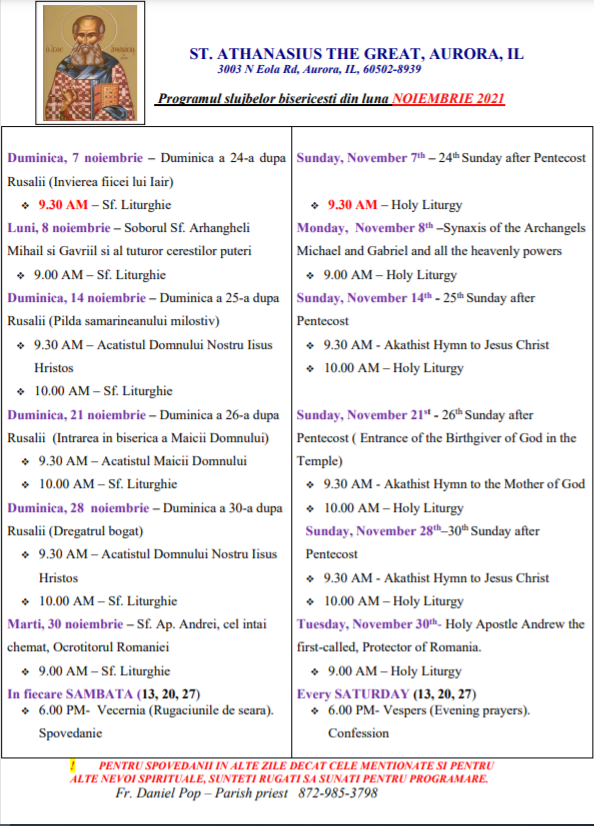 ST. ATHANASIUS THE GREAT, AURORA, IL
3003 N Eola Rd, Aurora, IL, 60502-8939
Programul slujbelor bisericesti din luna NOIEMBRIE 2021
Duminica, 7 noiembrie – Duminica a 24-a dupa
Rusalii (Invierea fiicei lui Iair)
❖ 9.30 AM – Sf. Liturghie
Luni, 8 noiembrie – Soborul Sf. Arhangheli
Mihail si Gavriil si al tuturor cerestilor puteri
❖ 9.00 AM – Sf. Liturghie
Duminica, 14 noiembrie – Duminica a 25-a dupa
Rusalii (Pilda samarineanului milostiv)
❖ 9.30 AM – Acatistul Domnului Nostru Iisus
Hristos
❖ 10.00 AM – Sf. Liturghie
Duminica, 21 noiembrie – Duminica a 26-a dupa
Rusalii (Intrarea in biserica a Maicii Domnului)
❖ 9.30 AM – Acatistul Maicii Domnului
❖ 10.00 AM – Sf. Liturghie
Duminica, 28 noiembrie – Duminica a 30-a dupa
Rusalii (Dregatrul bogat)
❖ 9.30 AM – Acatistul Domnului Nostru Iisus
Hristos
❖ 10.00 AM – Sf. Liturghie
Marti, 30 noiembrie – Sf. Ap. Andrei, cel intai
chemat, Ocrotitorul Romaniei
❖ 9.00 AM – Sf. Liturghie
In fiecare SAMBATA (13, 20, 27)
❖ 6.00 PM- Vecernia (Rugaciunile de seara).
Spovedanie
Sunday, November 7th – 24th Sunday after Pentecost
❖ 9.30 AM – Holy Liturgy
Monday, November 8th –Synaxis of the Archangels
Michael and Gabriel and all the heavenly powers
❖ 9.00 AM – Holy Liturgy
Sunday, November 14th - 25th Sunday after
Pentecost
❖ 9.30 AM - Akathist Hymn to Jesus Christ
❖ 10.00 AM – Holy Liturgy
Sunday, November 21st - 26th Sunday after
Pentecost ( Entrance of the Birthgiver of God in the
Temple)
❖ 9.30 AM - Akathist Hymn to the Mother of God
❖ 10.00 AM – Holy Liturgy
Sunday, November 28th–30th Sunday after
Pentecost
❖ 9.30 AM - Akathist Hymn to Jesus Christ
❖ 10.00 AM – Holy Liturgy
Tuesday, November 30th- Holy Apostle Andrew the
first-called, Protector of Romania.
❖ 9.00 AM – Holy Liturgy
Every SATURDAY (13, 20, 27)
❖ 6.00 PM- Vespers (Evening prayers).
Confession
! PENTRU SPOVEDANII IN ALTE ZILE DECAT CELE MENTIONATE SI PENTRU
ALTE NEVOI SPIRITUALE, SUNTETI RUGATI SA SUNATI PENTRU PROGRAMARE.
Fr. Daniel Pop – Parish priest 872-985-3798